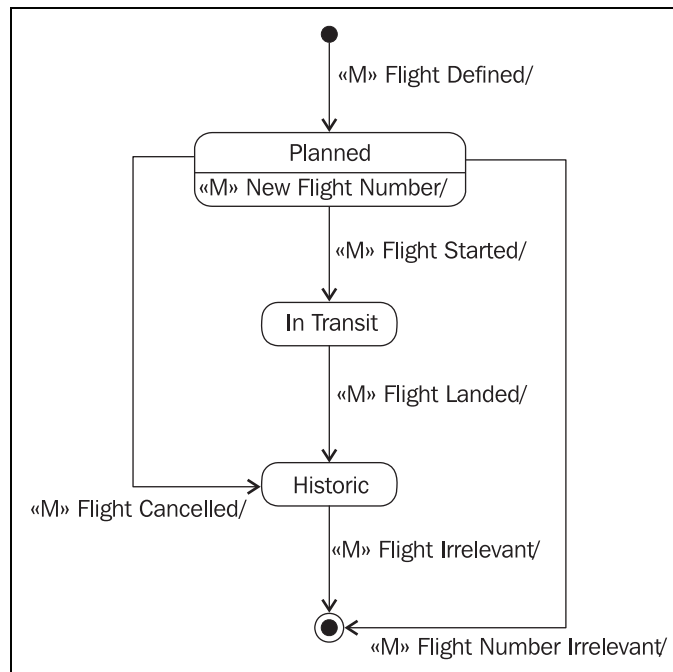 «M» Flight Defined/
Planned
«M» New Flight Number/
«M» Flight Started/
In Transit
«M» Flight Landed/
Historic
«M» Flight Cancelled/
«M» Flight Irrelevant/
«M» Flight Number Irrelevant/